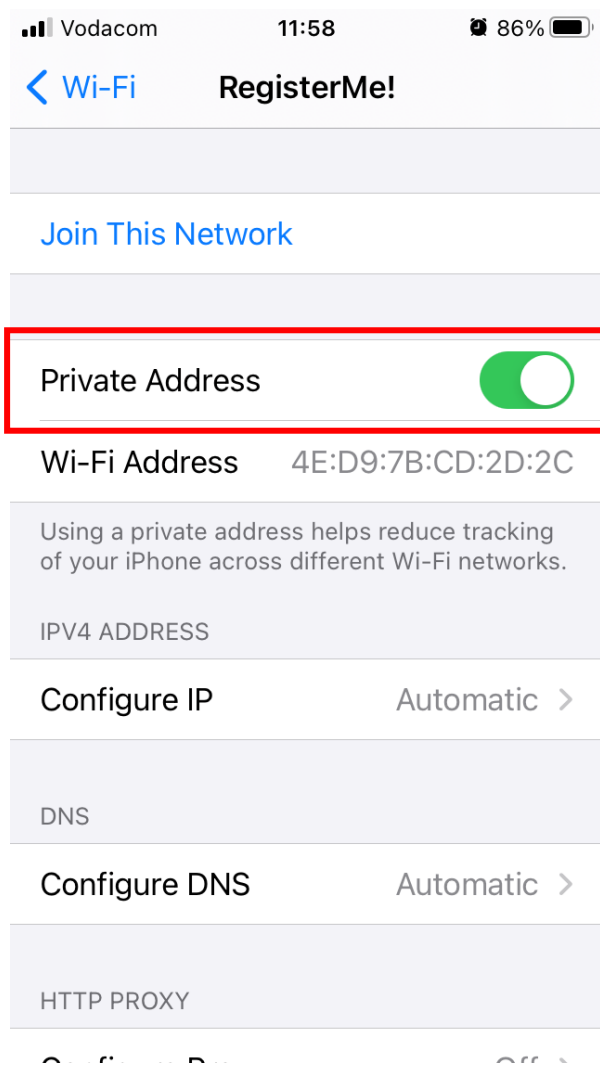 Vodacom 11:58 86%
Wi-Fi RegisterMe!
Join This Network
Private Address
Wi-Fi Address 4E:D9:7B:CD:2D:2C
Using a private address helps reduce tracking
of your iPhone across different Wi-Fi networks.
IPV4 ADDRESS
Configure IP Automatic
DNS
Configure DNS Automatic
HTTP PROXY